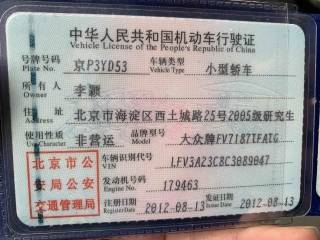 中华人民共和国机动车行驶证
Vehicle License of the People's Republic of China
号牌号码 京P3YD53 车辆类型 小型轿车
Plate No. Vehicle Type
所有人 李颖
Owner
住址 北京市海淀区西土城路25号2005级研究生
Address
使用性质 非营运 品牌型号 大众牌FV7187TFATG
Use Character Model
北京市公 车辆识别代号 LFV3A23C8C3089047
VIN
安局公安 发动机号码 179463
Engine No.
交通管理局 注册日期 2012-08-13 发证日期 2012-08-13
Register Date Issue Date